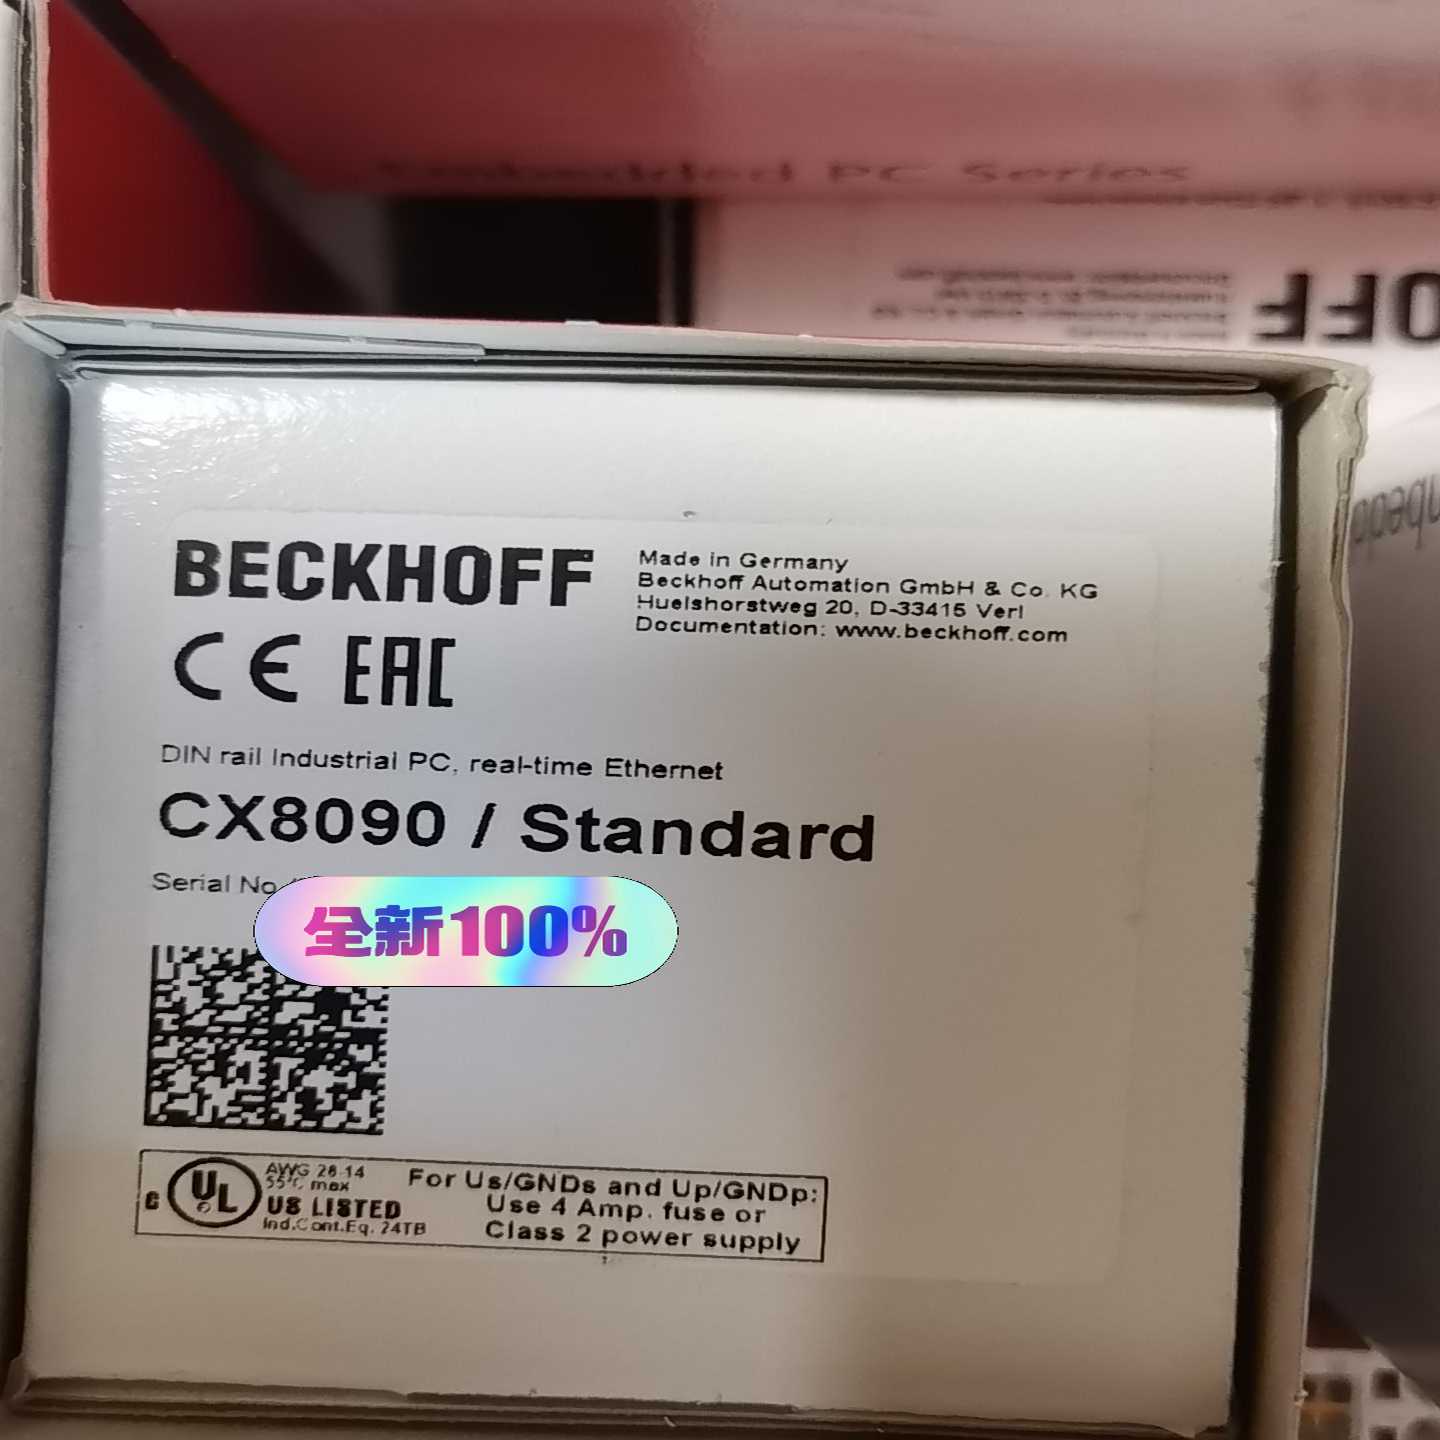 Embedded PC Series
OFF
BECKHOFF
Made in Germany
Beckhoff Automation GmbH & Co. KG
Huelshorstweg 20, D-33415 Verl
Documentation: www.beckhoff.com
CE EAC
DIN rail Industrial PC, real-time Ethernet
CX8090 / Standard
Serial No
全新100%
c UL
AWG 28-14
55°C max
US LISTED
Ind.Cont.Eq. 24TB
For Us/GNDs and Up/GNDp:
Use 4 Amp. fuse or
Class 2 power supply